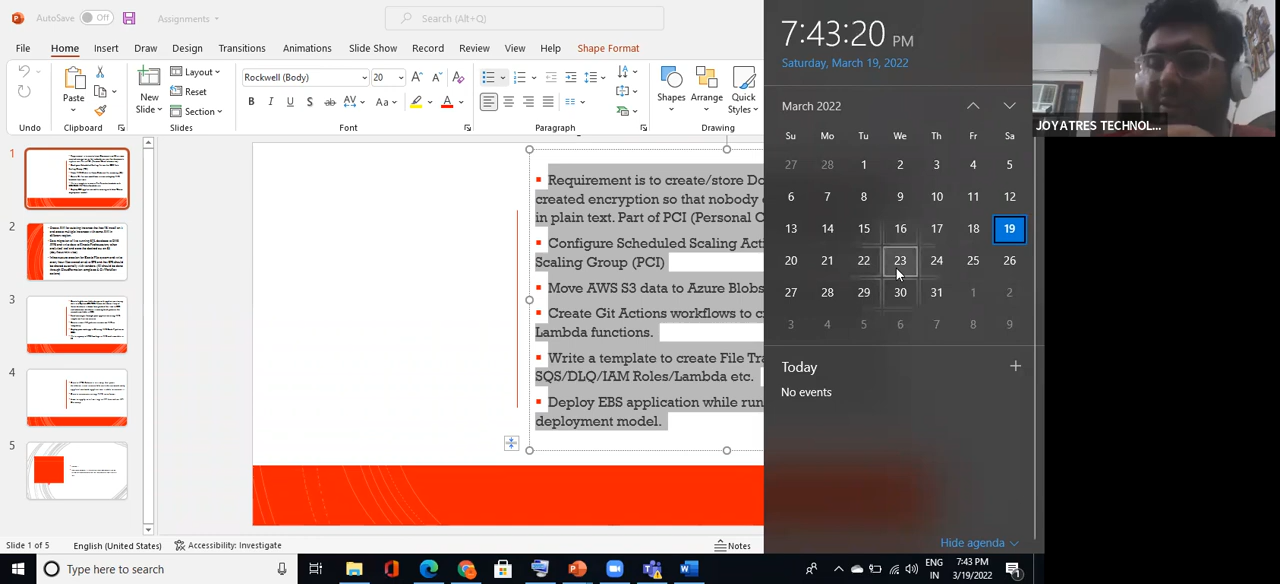 AutoSave Off
Assignments
Search (Alt+Q)
File Home Insert Draw Design Transitions Animations Slide Show Record Review View Help Shape Format
Paste
New
Slide
Layout
Reset
Section
Rockwell (Body) 20
B I U S ab AV Aa A
Shapes Arrange Quick
Styles
Undo Clipboard Slides Font Paragraph Drawing
1
2
3
4
5
Requirement is to create/store Do
created encryption so that nobody
in plain text. Part of PCI (Personal C
Configure Scheduled Scaling Acti
Scaling Group (PCI)
Move AWS S3 data to Azure Blobs
Create Git Actions workflows to c
Lambda functions.
Write a template to create File Tra
SQS/DLQ/IAM Roles/Lambda etc.
Deploy EBS application while run
deployment model.
7:43:20 PM
Saturday, March 19, 2022
March 2022
Su Mo Tu We Th Fr Sa
27 28 1 2 3 4 5
6 7 8 9 10 11 12
13 14 15 16 17 18 19
20 21 22 23 24 25 26
27 28 29 30 31 1 2
3 4 5 6 7 8 9
Today
No events
Hide agenda
JOYATRES TECHNOL...
Slide 1 of 5 English (United States) Accessibility: Investigate Notes
Type here to search
ENG
IN
7:43 PM
3/19/2022
1